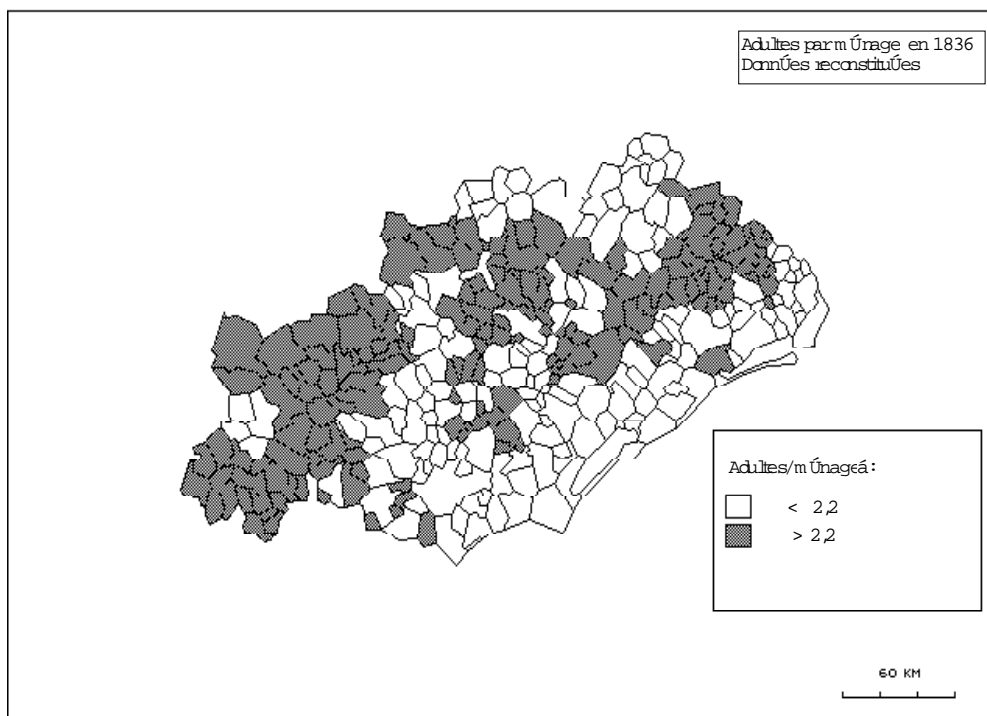 Adultes par mÚnage en 1836
DonnÚes reconstituÚes
Adultes/mÚnageá:
< 2,2
> 2,2
60 KM